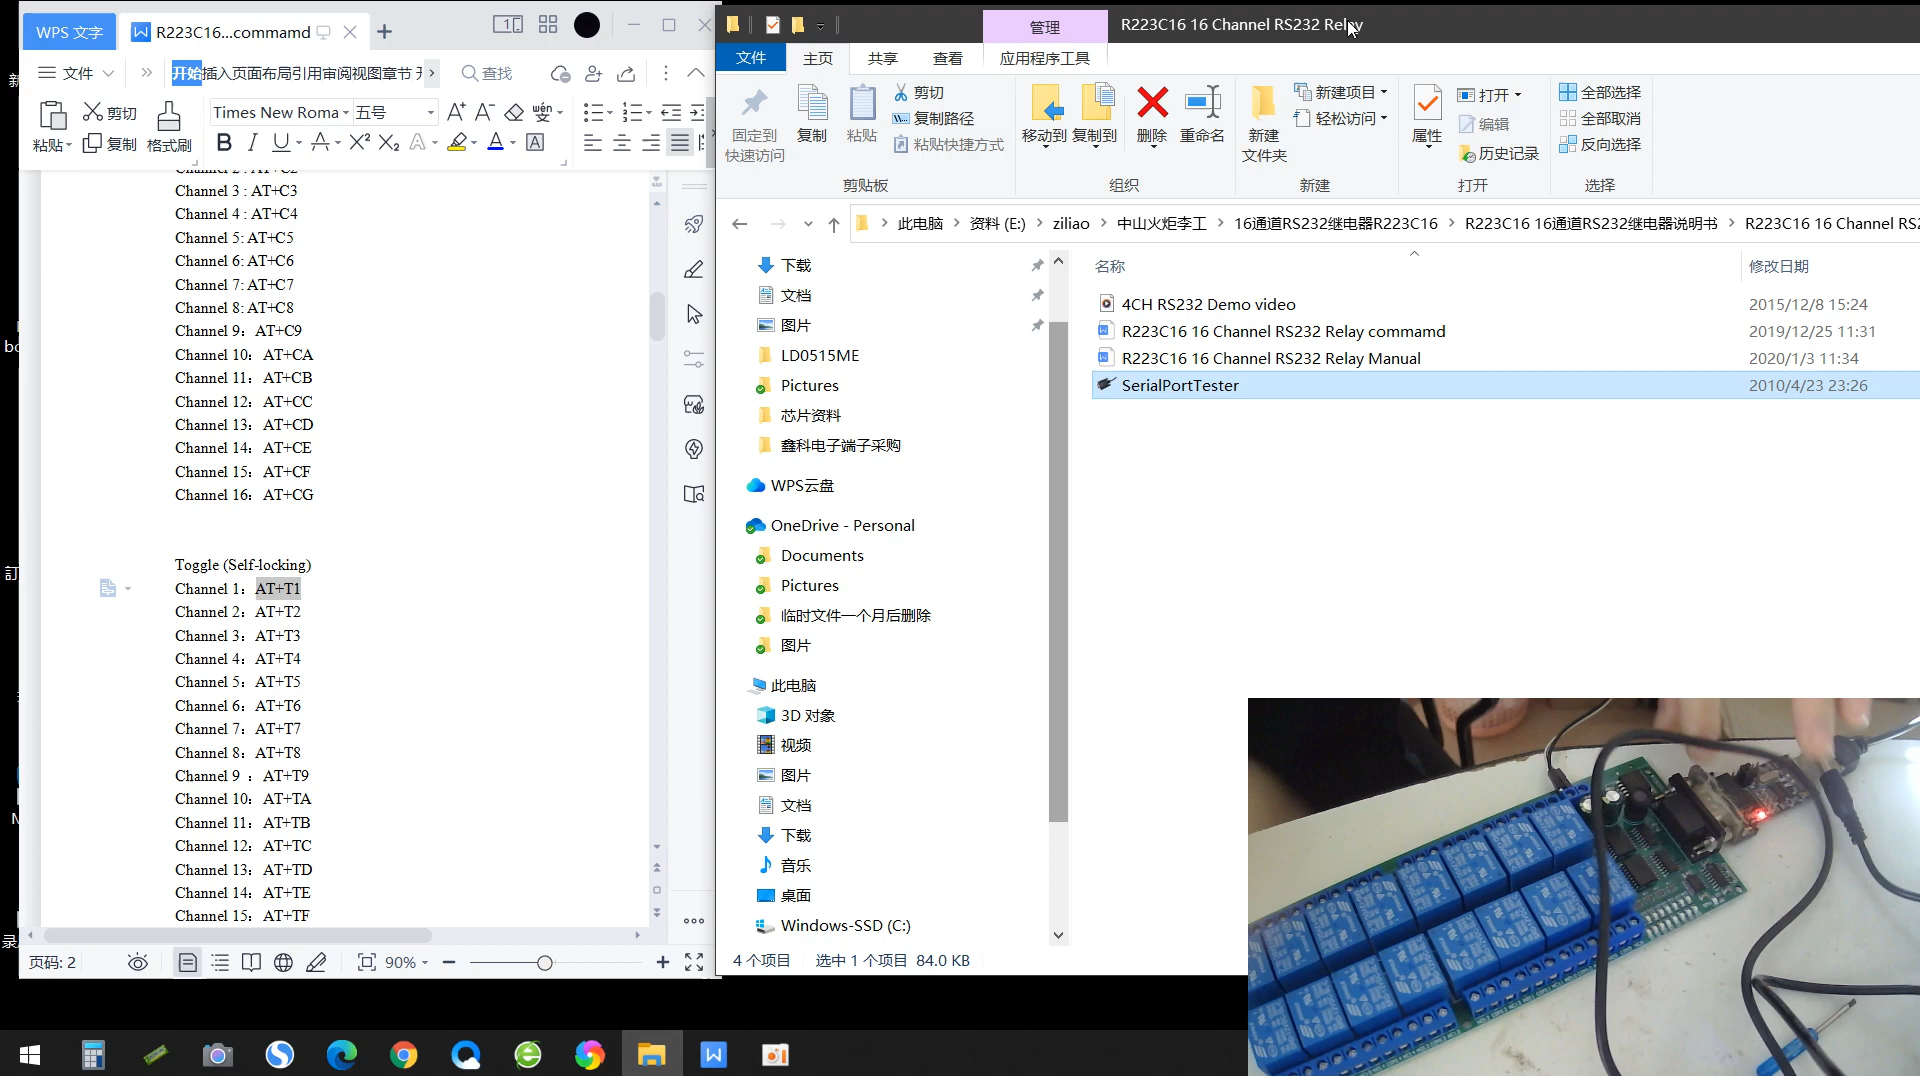 WPS 文字
R223C16...commamd
文件
开始插入页面布局引用审阅视图章节
查找
粘贴
剪切
复制
格式刷
Times New Roma
五号
Channel 3 : AT+C3
Channel 4 : AT+C4
Channel 5: AT+C5
Channel 6: AT+C6
Channel 7: AT+C7
Channel 8: AT+C8
Channel 9：AT+C9
Channel 10：AT+CA
Channel 11：AT+CB
Channel 12：AT+CC
Channel 13：AT+CD
Channel 14：AT+CE
Channel 15：AT+CF
Channel 16：AT+CG
Toggle (Self-locking)
Channel 1：AT+T1
Channel 2：AT+T2
Channel 3：AT+T3
Channel 4：AT+T4
Channel 5：AT+T5
Channel 6：AT+T6
Channel 7：AT+T7
Channel 8：AT+T8
Channel 9 ：AT+T9
Channel 10：AT+TA
Channel 11：AT+TB
Channel 12：AT+TC
Channel 13：AT+TD
Channel 14：AT+TE
Channel 15：AT+TF
页码: 2
90%
管理
R223C16 16 Channel RS232 Relay
文件
主页
共享
查看
应用程序工具
固定到
快速访问
复制
粘贴
剪切
复制路径
粘贴快捷方式
剪贴板
移动到
复制到
删除
重命名
组织
新建
文件夹
新建项目
轻松访问
新建
属性
打开
编辑
历史记录
打开
全部选择
全部取消
反向选择
选择
此电脑 > 资料 (E:) > ziliao > 中山火炬李工 > 16通道RS232继电器R223C16 > R223C16 16通道RS232继电器说明书 > R223C16 16 Channel RS2
名称
修改日期
4CH RS232 Demo video 2015/12/8 15:24
R223C16 16 Channel RS232 Relay commamd 2019/12/25 11:31
R223C16 16 Channel RS232 Relay Manual 2020/1/3 11:34
SerialPortTester 2010/4/23 23:26
下载
文档
图片
LD0515ME
Pictures
芯片资料
鑫科电子端子采购
WPS云盘
OneDrive - Personal
Documents
Pictures
临时文件一个月后删除
图片
此电脑
3D 对象
视频
图片
文档
下载
音乐
桌面
Windows-SSD (C:)
4 个项目
选中 1 个项目 84.0 KB